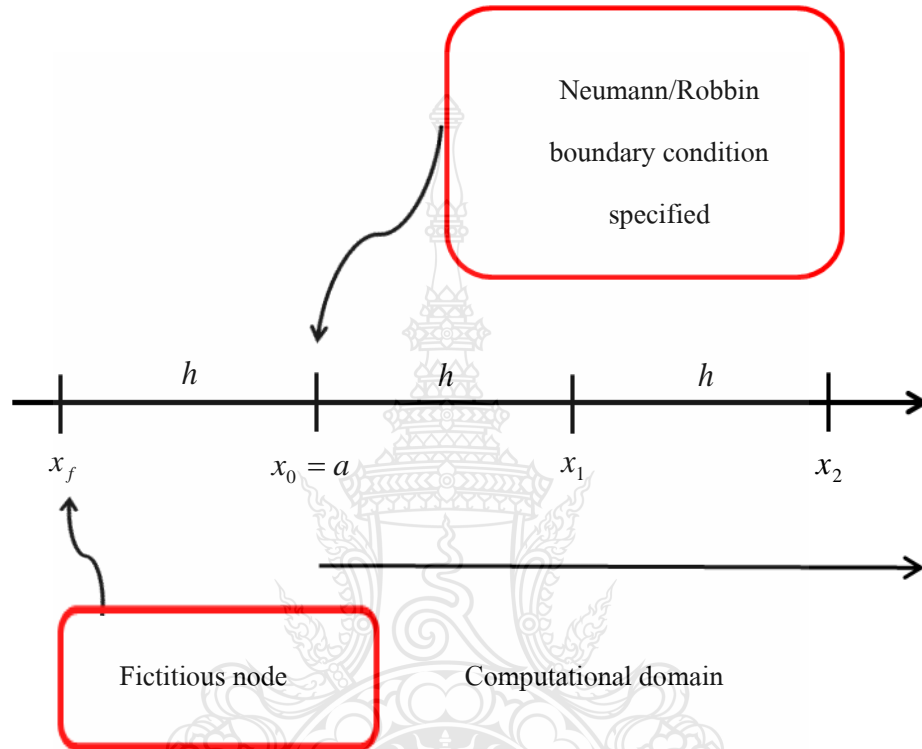 Neumann/Robbin
boundary condition
specified
h h h
x_f x_0 = a x_1 x_2
Fictitious node Computational domain